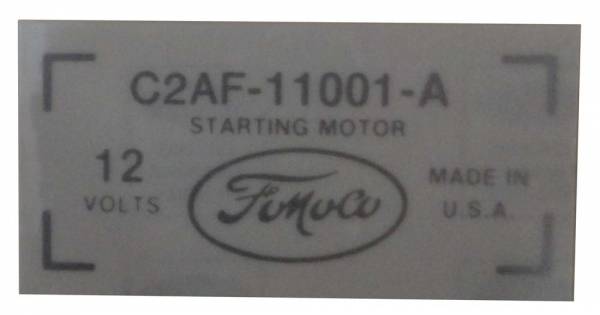 C2AF-11001-A
STARTING MOTOR
12
VOLTS
FoMoCo
MADE IN
U.S.A.